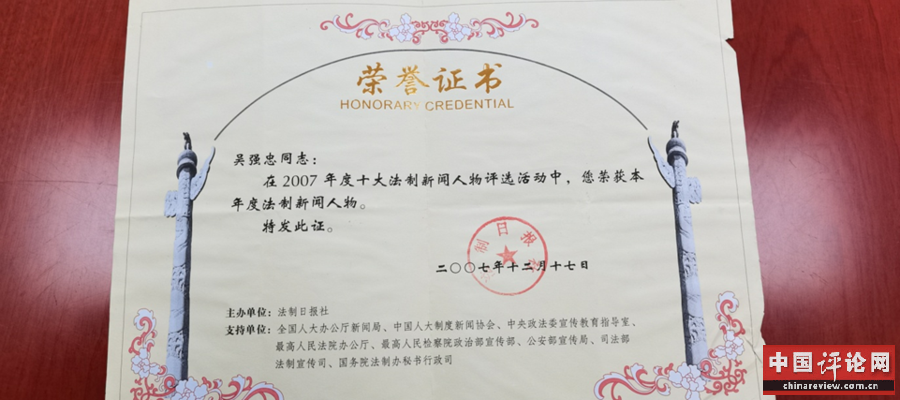 荣誉证书
HONORARY CREDENTIAL
吴强忠同志:
在2007年度十大法制新闻人物评选活动中,您荣获本
年度法制新闻人物。
特发此证。
制日报
二〇〇七年十二月十七日
主办单位:法制日报社
支持单位:全国人大办公厅新闻局、中国人大制度新闻协会、中央政法委宣传教育指导室、
最高人民法院办公厅、最高人民检察院政治部宣传部、公安部宣传局、司法部
法制宣传司、国务院法制办秘书行政司
中国评论网
chinareview.com.cn